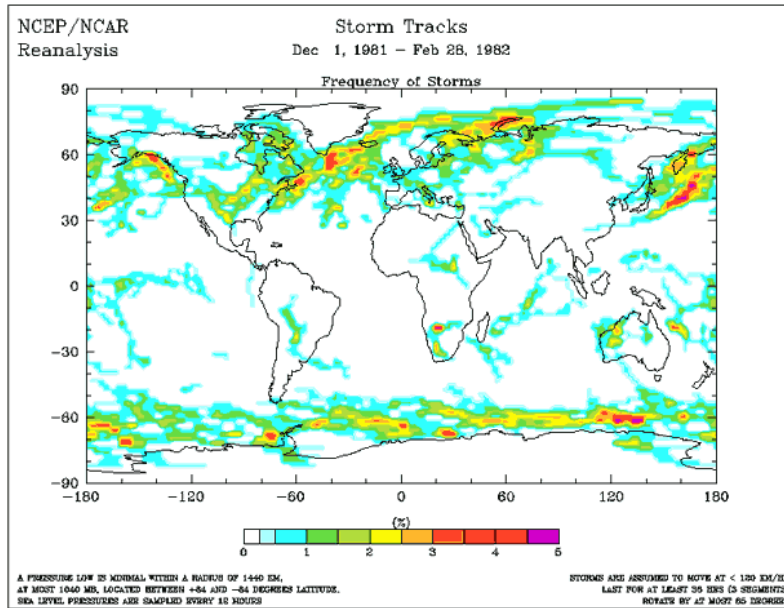 NCEP/NCAR
Reanalysis
Storm Tracks
Dec 1, 1981 – Feb 28, 1982
Frequency of Storms
90
60
30
0
−30
−60
−90
−180
−120
−60
0
60
120
180
(%)
0
1
2
3
4
5
A PRESSURE LOW IS MINIMAL WITHIN A RADIUS OF 1440 KM,
AT MOST 1040 MB, LOCATED BETWEEN +84 AND −84 DEGREES LATITUDE.
SEA LEVEL PRESSURES ARE SAMPLED EVERY 12 HOURS
STORMS ARE ASSUMED TO MOVE AT < 120 KM/H
LAST FOR AT LEAST 36 HRS (3 SEGMENT
ROTATE BY AT MOST 85 DEGREE